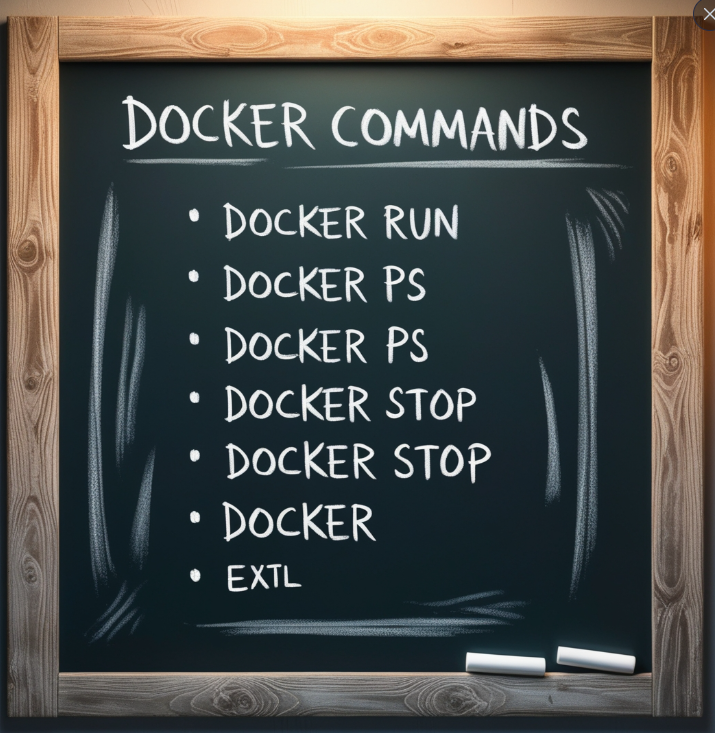 DOCKER COMMANDS
• DOCKER RUN
• DOCKER PS
• DOCKER PS
• DOCKER STOP
• DOCKER STOP
• DOCKER
• EXTL